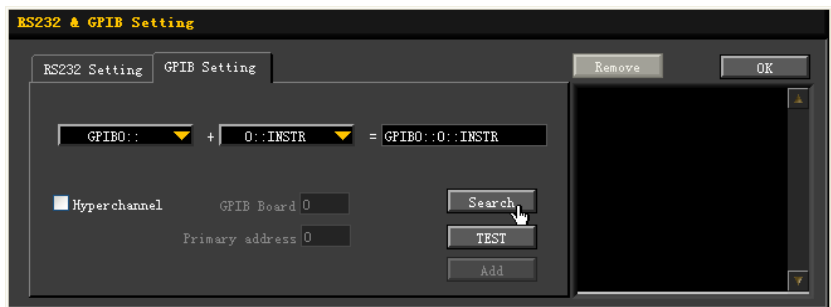 RS232 & GPIB Setting
RS232 Setting GPIB Setting
Remove OK
GPIB0:: + 0::INSTR = GPIB0::0::INSTR
Hyperchannel GPIB Board 0 Search
Primary address 0 TEST
Add